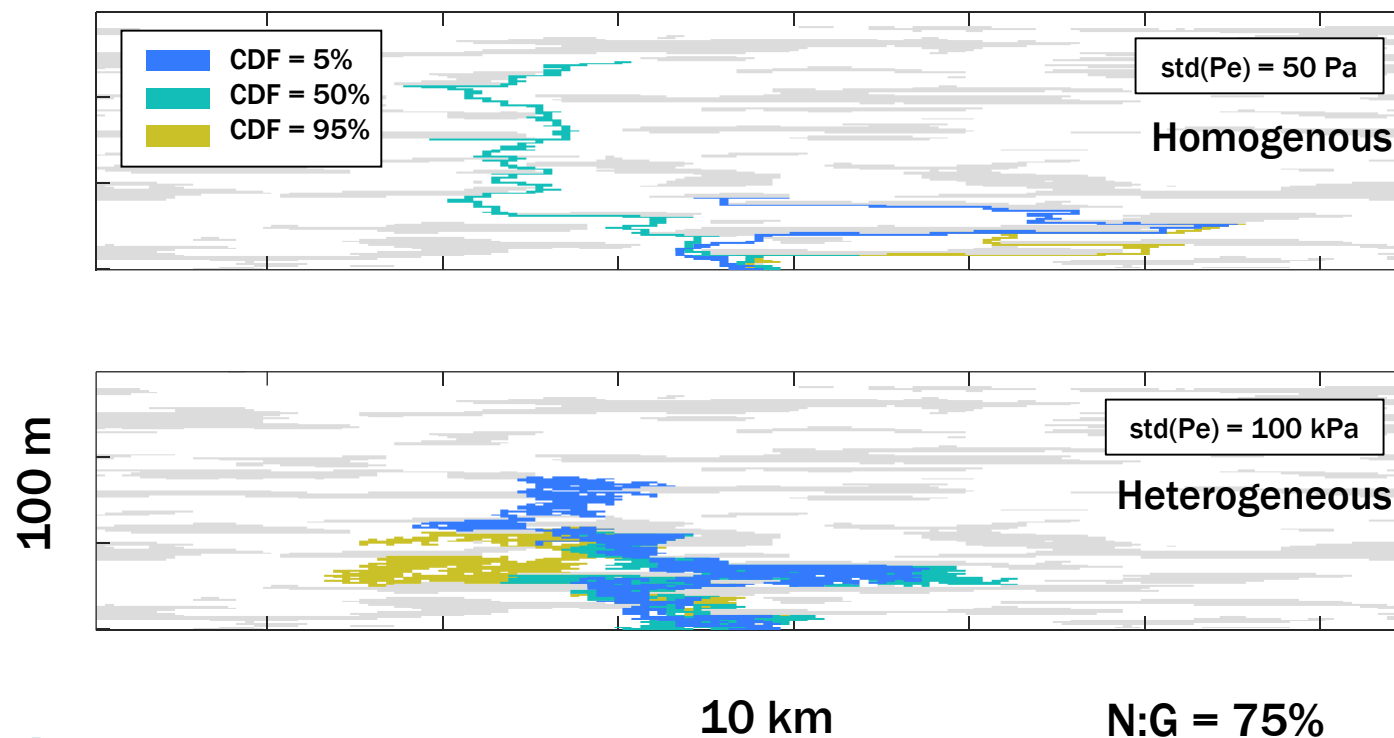 CDF = 5%
CDF = 50%
CDF = 95%
std(Pe) = 50 Pa
Homogenous
100 m
std(Pe) = 100 kPa
Heterogeneous
10 km
N:G = 75%